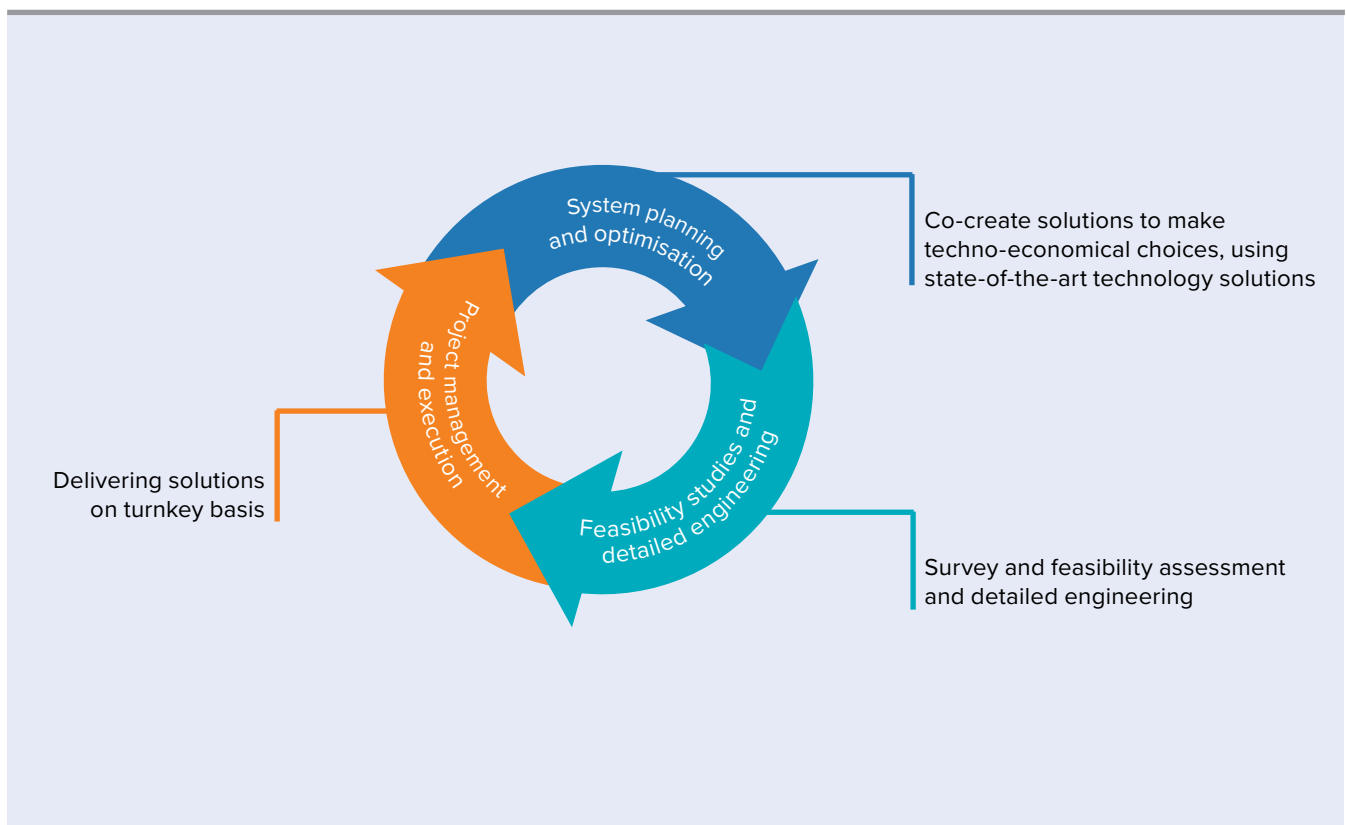 System planning
and optimisation
Co-create solutions to make
techno-economical choices, using
state-of-the-art technology solutions
Project management
and execution
Delivering solutions
on turnkey basis
Feasibility studies and
detailed engineering
Survey and feasibility assessment
and detailed engineering